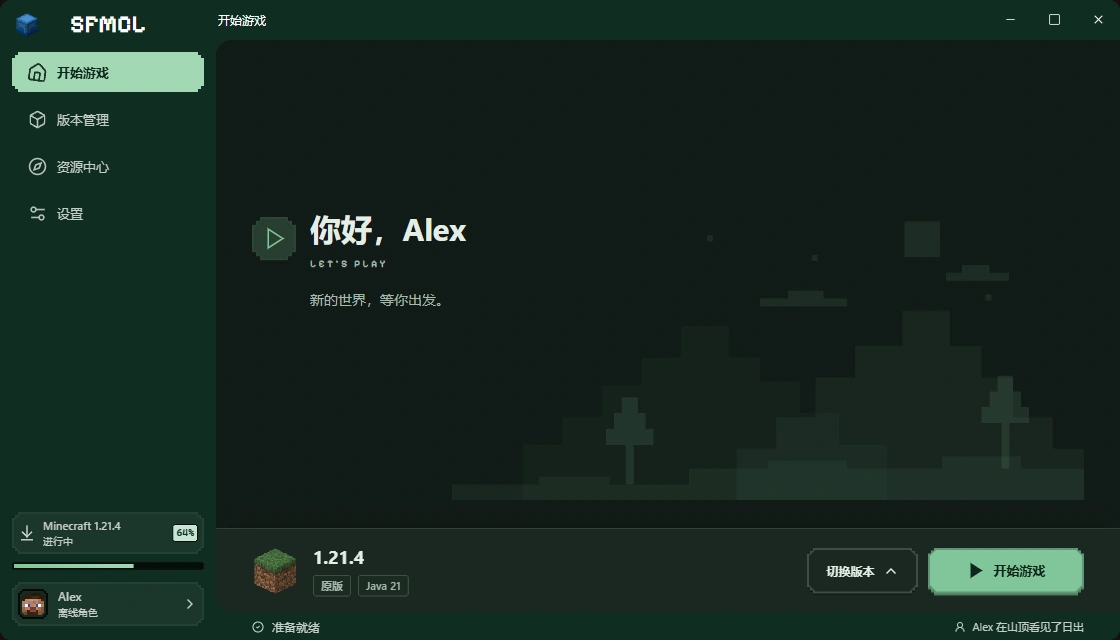 SFMOL
开始游戏
开始游戏
版本管理
资源中心
设置
你好，Alex
LET'S PLAY
新的世界，等你出发。
Minecraft 1.21.4
进行中
64%
Alex
离线角色
1.21.4
原版
Java 21
切换版本
开始游戏
准备就绪
Alex 在山顶看见了日出